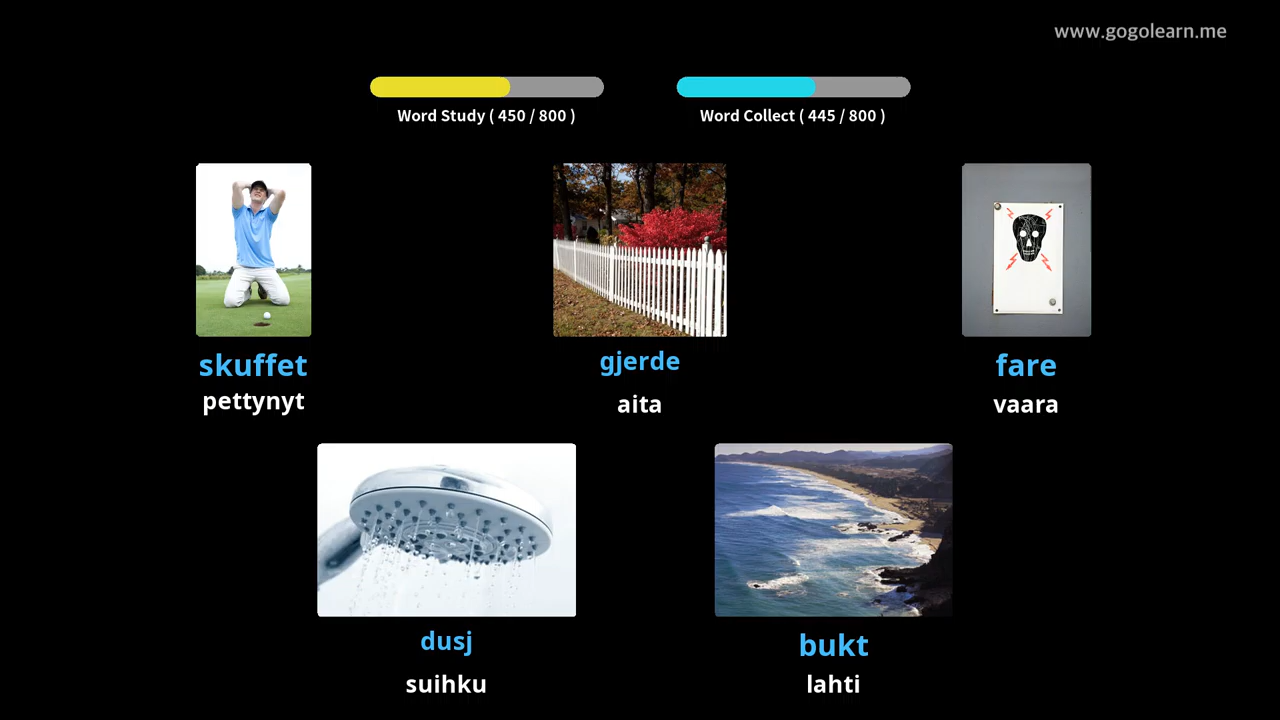 www.gogolearn.me
Word Study ( 450 / 800 )
Word Collect ( 445 / 800 )
skuffet
pettynyt
gjerde
aita
fare
vaara
dusj
suihku
bukt
lahti